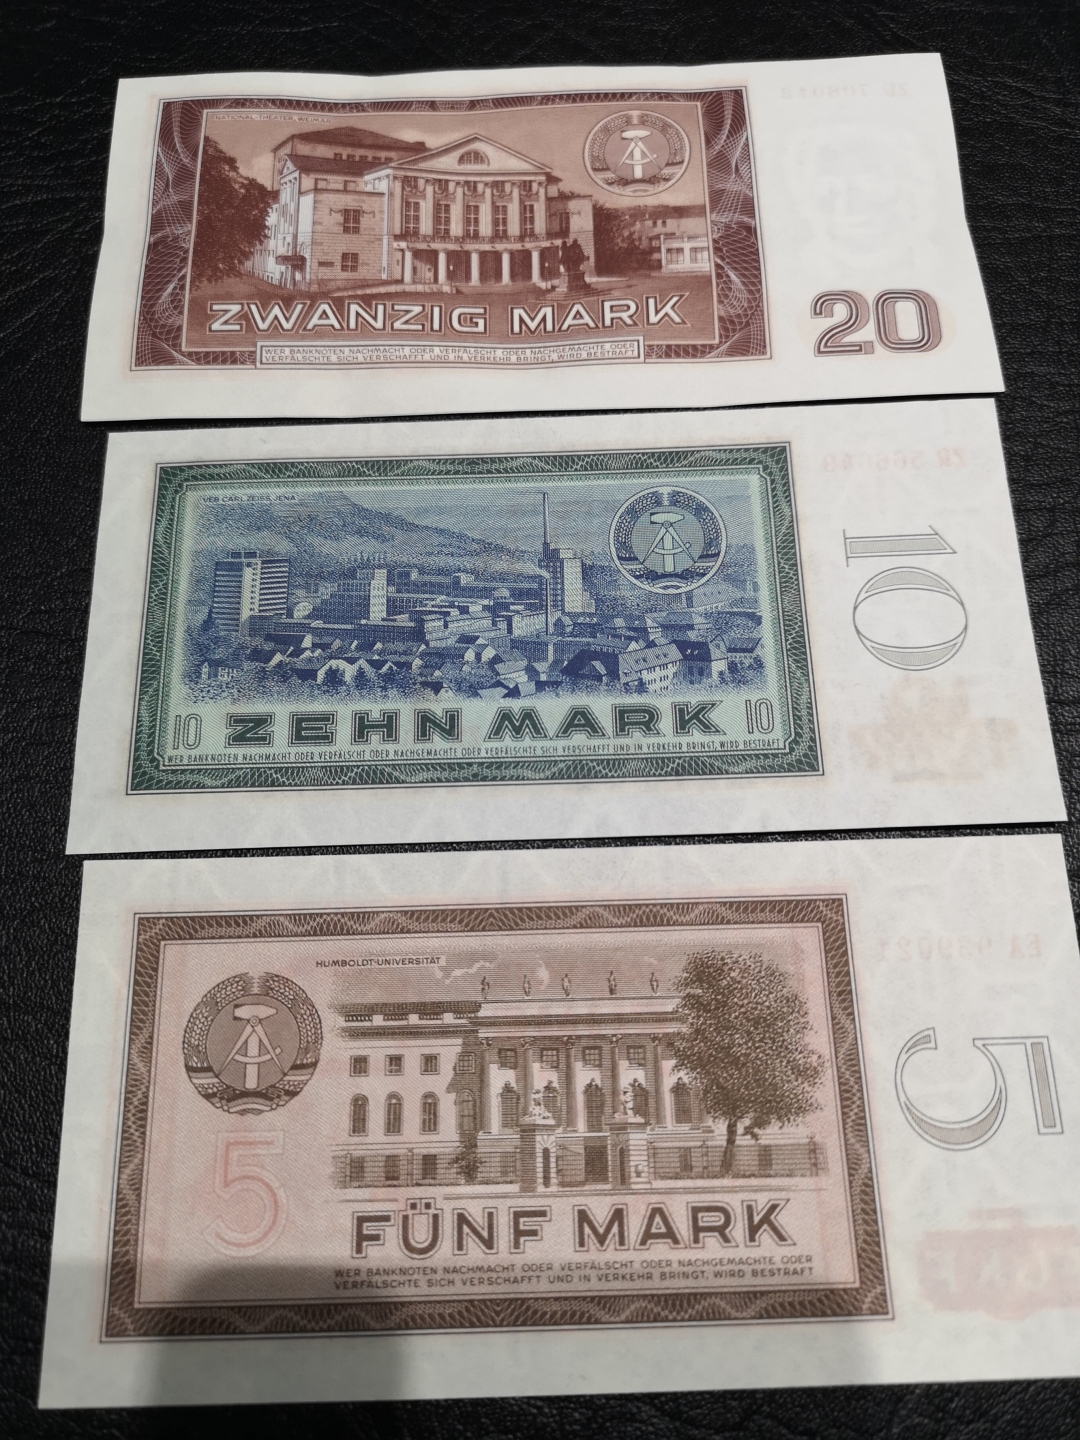 NATIONAL-THEATER, WEIMAR
ZWANZIG MARK
WER BANKNOTEN NACHMACHT ODER VERFÄLSCHT ODER NACHGEMACHTE ODER
VERFÄLSCHTE SICH VERSCHAFFT UND IN VERKEHR BRINGT, WIRD BESTRAFT
20
VEB CARL ZEISS JENA
10
ZEHN MARK
10
WER BANKNOTEN NACHMACHT ODER VERFÄLSCHT ODER NACHGEMACHTE ODER VERFÄLSCHTE SICH VERSCHAFFT UND IN VERKEHR BRINGT, WIRD BESTRAFT
10
HUMBOLDT-UNIVERSITÄT
5
FÜNF MARK
WER BANKNOTEN NACHMACHT ODER VERFÄLSCHT ODER NACHGEMACHTE ODER
VERFÄLSCHTE SICH VERSCHAFFT UND IN VERKEHR BRINGT, WIRD BESTRAFT
5